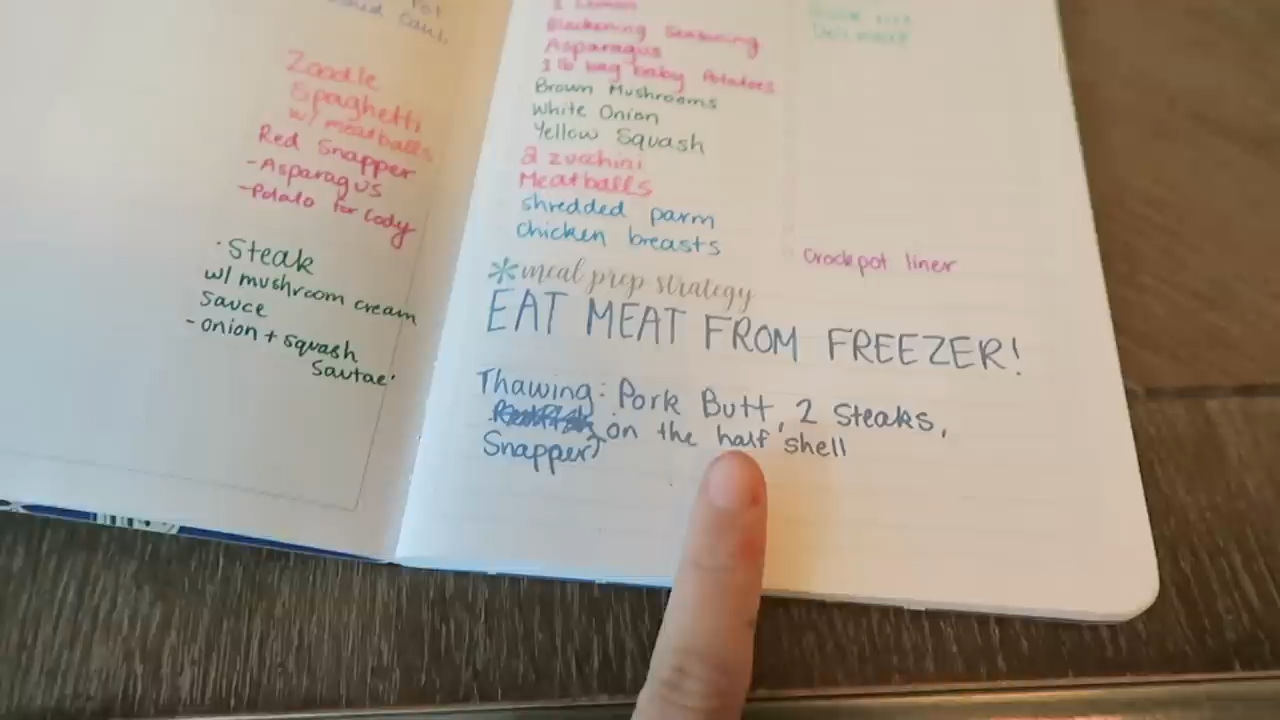 Zoodle
Spaghetti
w/ meatballs
Red Snapper
-Asparagus
-Potato for Cody
·Steak
w/ mushroom cream
sauce
-onion + squash
Sautae'
Blackening Seasoning
Asparagus
1 lb bag baby Potatoes
Brown Mushrooms
White Onion
Yellow Squash
2 zucchini
Meatballs
shredded parm
chicken breasts
Crockpot liner
*meal prep strategy
EAT MEAT FROM FREEZER!
Thawing: Pork Butt, 2 Steaks,
on the half shell
Snapper